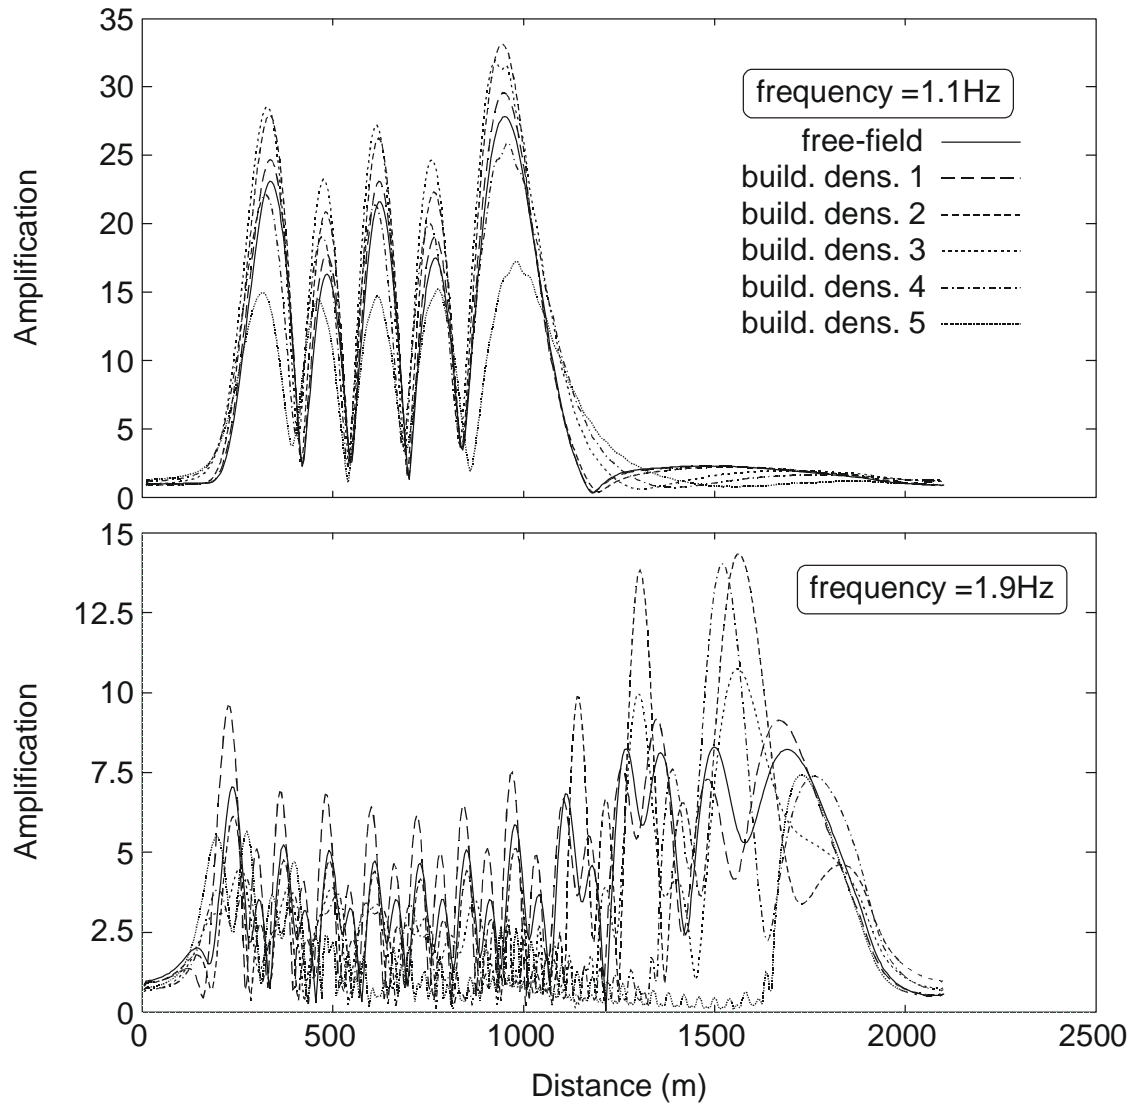 35
30
25
20
15
10
5
0
Amplification
frequency =1.1Hz
free-field
build. dens. 1
build. dens. 2
build. dens. 3
build. dens. 4
build. dens. 5
15
12.5
10
7.5
5
2.5
0
Amplification
frequency =1.9Hz
0 500 1000 1500 2000 2500
Distance (m)